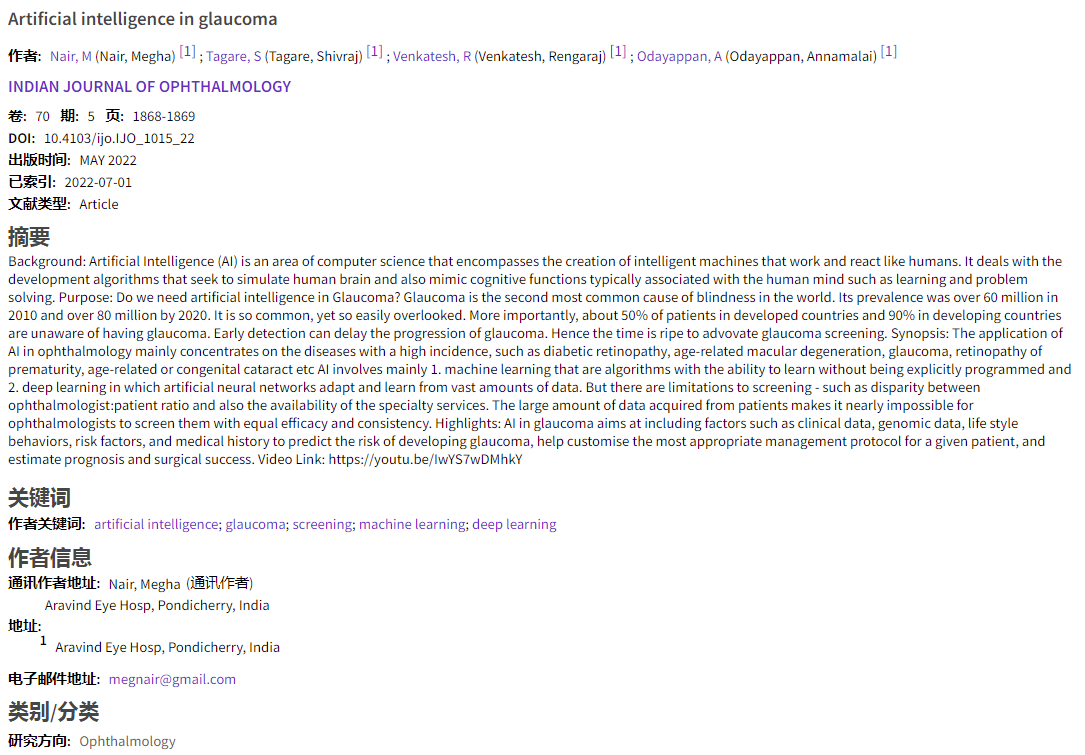 Artificial intelligence in glaucoma
作者: Nair, M (Nair, Megha) [1] ; Tagare, S (Tagare, Shivraj) [1] ; Venkatesh, R (Venkatesh, Rengaraj) [1] ; Odayappan, A (Odayappan, Annamalai) [1]
INDIAN JOURNAL OF OPHTHALMOLOGY
卷: 70 期: 5 页: 1868-1869
DOI: 10.4103/ijo.IJO_1015_22
出版时间: MAY 2022
已索引: 2022-07-01
文献类型: Article
摘要
Background: Artificial Intelligence (AI) is an area of computer science that encompasses the creation of intelligent machines that work and react like humans. It deals with the
development algorithms that seek to simulate human brain and also mimic cognitive functions typically associated with the human mind such as learning and problem
solving. Purpose: Do we need artificial intelligence in Glaucoma? Glaucoma is the second most common cause of blindness in the world. Its prevalence was over 60 million in
2010 and over 80 million by 2020. It is so common, yet so easily overlooked. More importantly, about 50% of patients in developed countries and 90% in developing countries
are unaware of having glaucoma. Early detection can delay the progression of glaucoma. Hence the time is ripe to advovate glaucoma screening. Synopsis: The application of
AI in ophthalmology mainly concentrates on the diseases with a high incidence, such as diabetic retinopathy, age-related macular degeneration, glaucoma, retinopathy of
prematurity, age-related or congenital cataract etc AI involves mainly 1. machine learning that are algorithms with the ability to learn without being explicitly programmed and
2. deep learning in which artificial neural networks adapt and learn from vast amounts of data. But there are limitations to screening - such as disparity between
ophthalmologist:patient ratio and also the availability of the specialty services. The large amount of data acquired from patients makes it nearly impossible for
ophthalmologists to screen them with equal efficacy and consistency. Highlights: AI in glaucoma aims at including factors such as clinical data, genomic data, life style
behaviors, risk factors, and medical history to predict the risk of developing glaucoma, help customise the most appropriate management protocol for a given patient, and
estimate prognosis and surgical success. Video Link: https://youtu.be/IwYS7wDMhkY
关键词
作者关键词: artificial intelligence; glaucoma; screening; machine learning; deep learning
作者信息
通讯作者地址: Nair, Megha (通讯作者)
Aravind Eye Hosp, Pondicherry, India
地址:
1 Aravind Eye Hosp, Pondicherry, India
电子邮件地址: megnair@gmail.com
类别/分类
研究方向: Ophthalmology